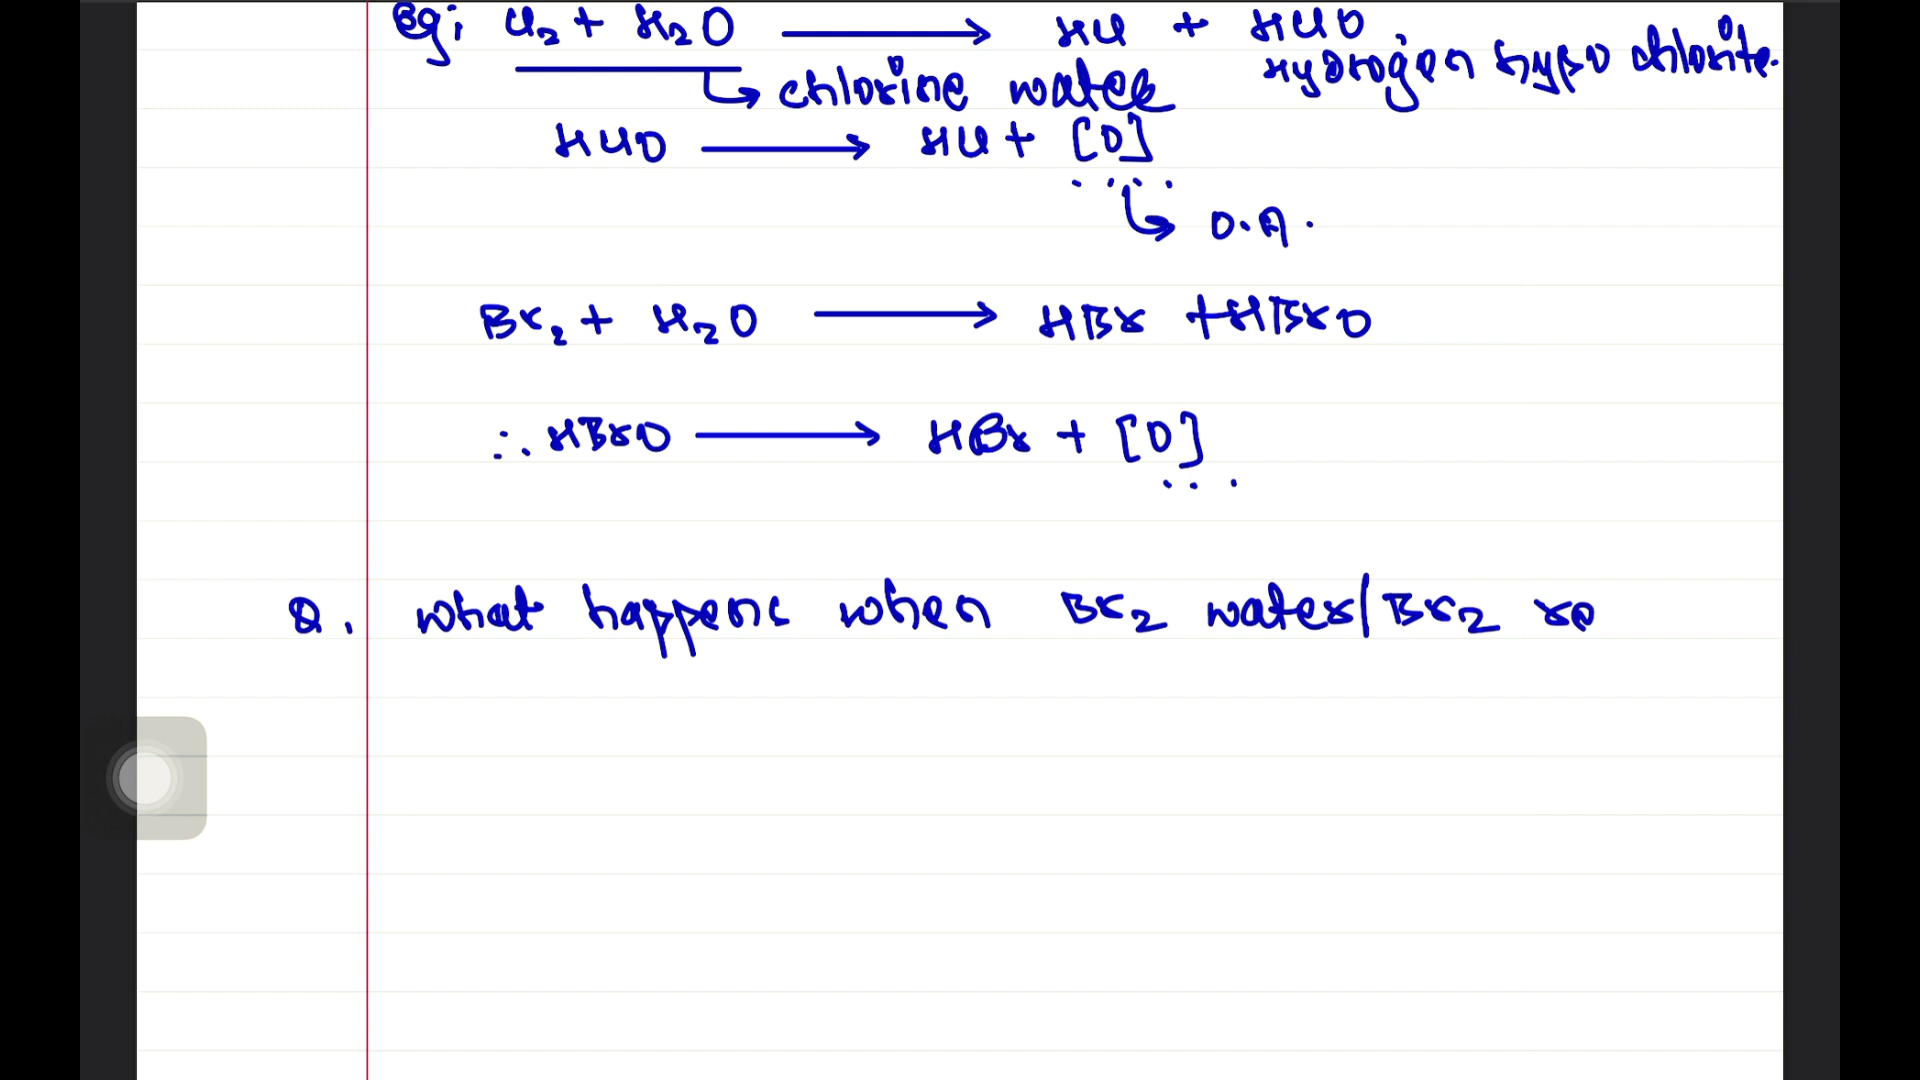 Eg: Cl2 + H2O → HCl + HClO
Hydrogen hypo chlorite.
→ chlorine water
HClO → HCl + [O]
→ O.A.
Br2 + H2O → HBr + HBrO
∴ HBrO → HBr + [O]
Q. what happens when Br2 water/Br2 re